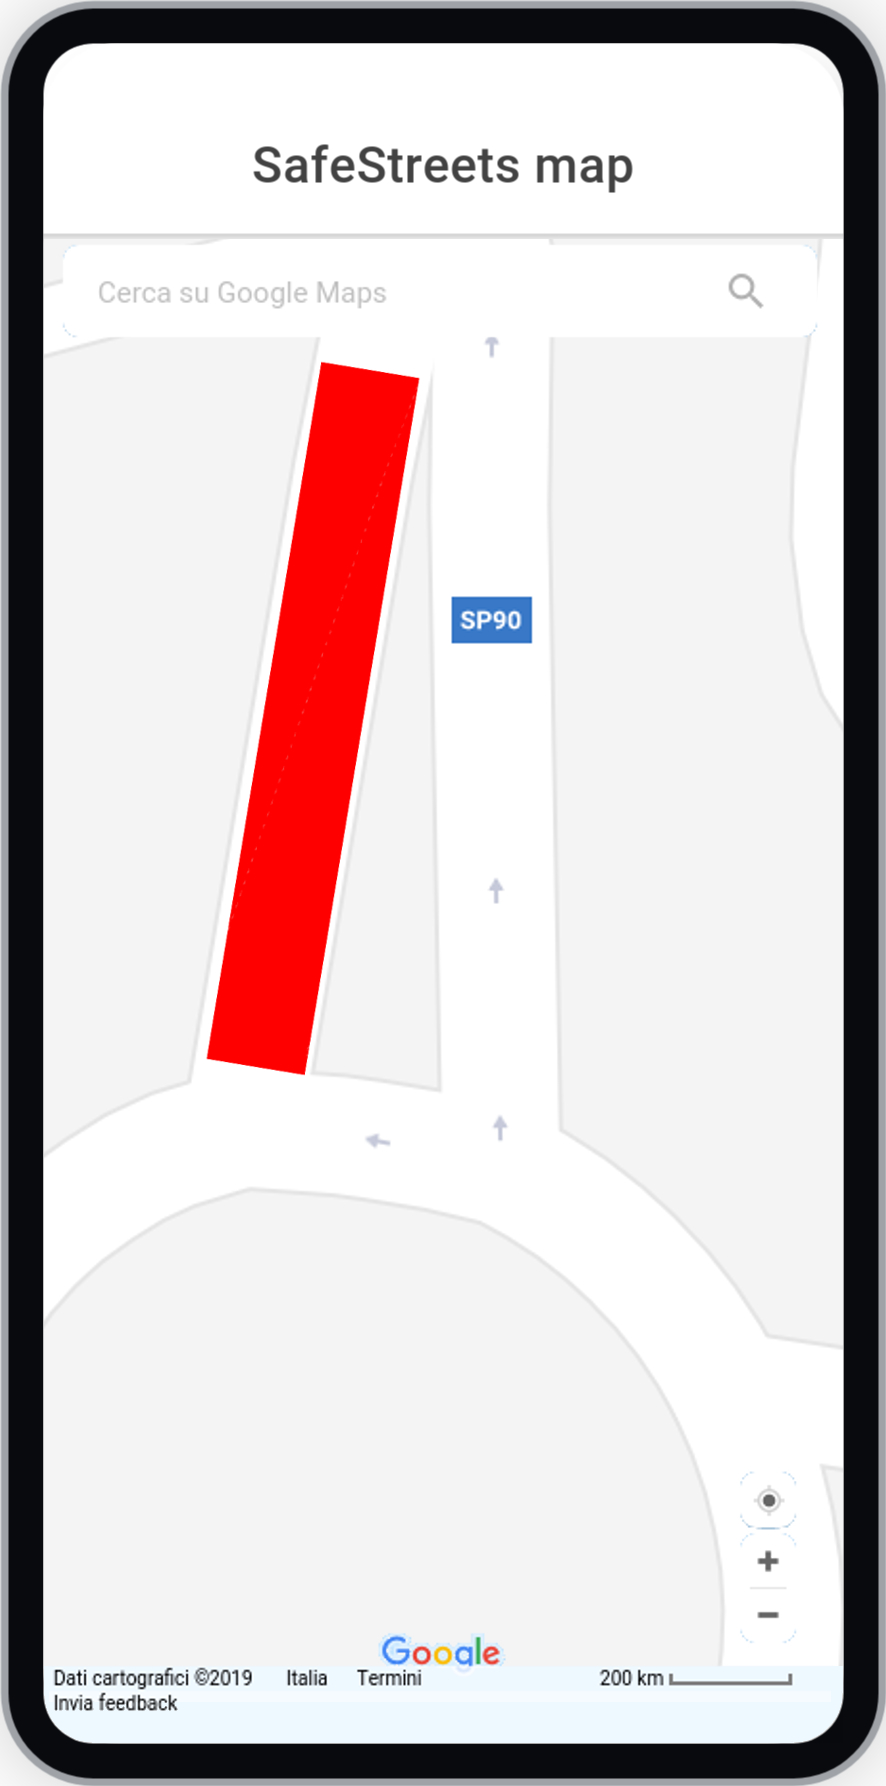 SafeStreets map
Cerca su Google Maps
SP90
Google
Dati cartografici ©2019 Italia Termini 200 km
Invia feedback